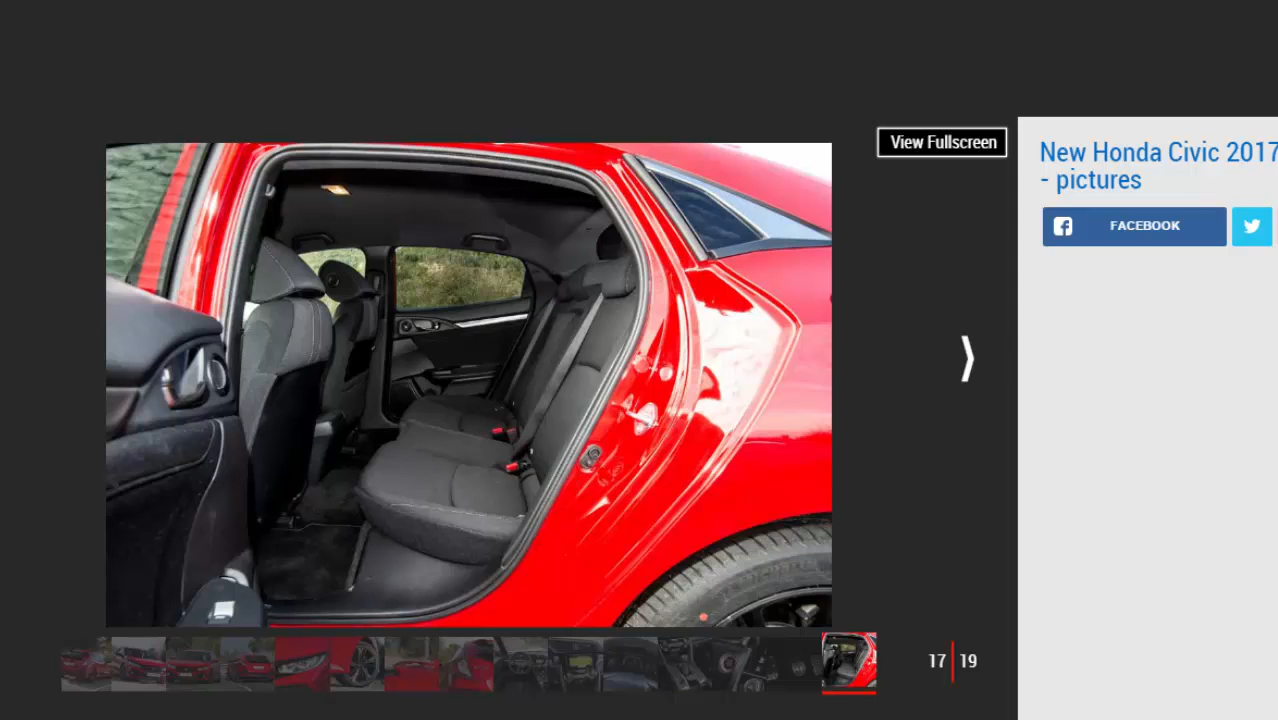 View Fullscreen
New Honda Civic 2017
- pictures
FACEBOOK
17 19